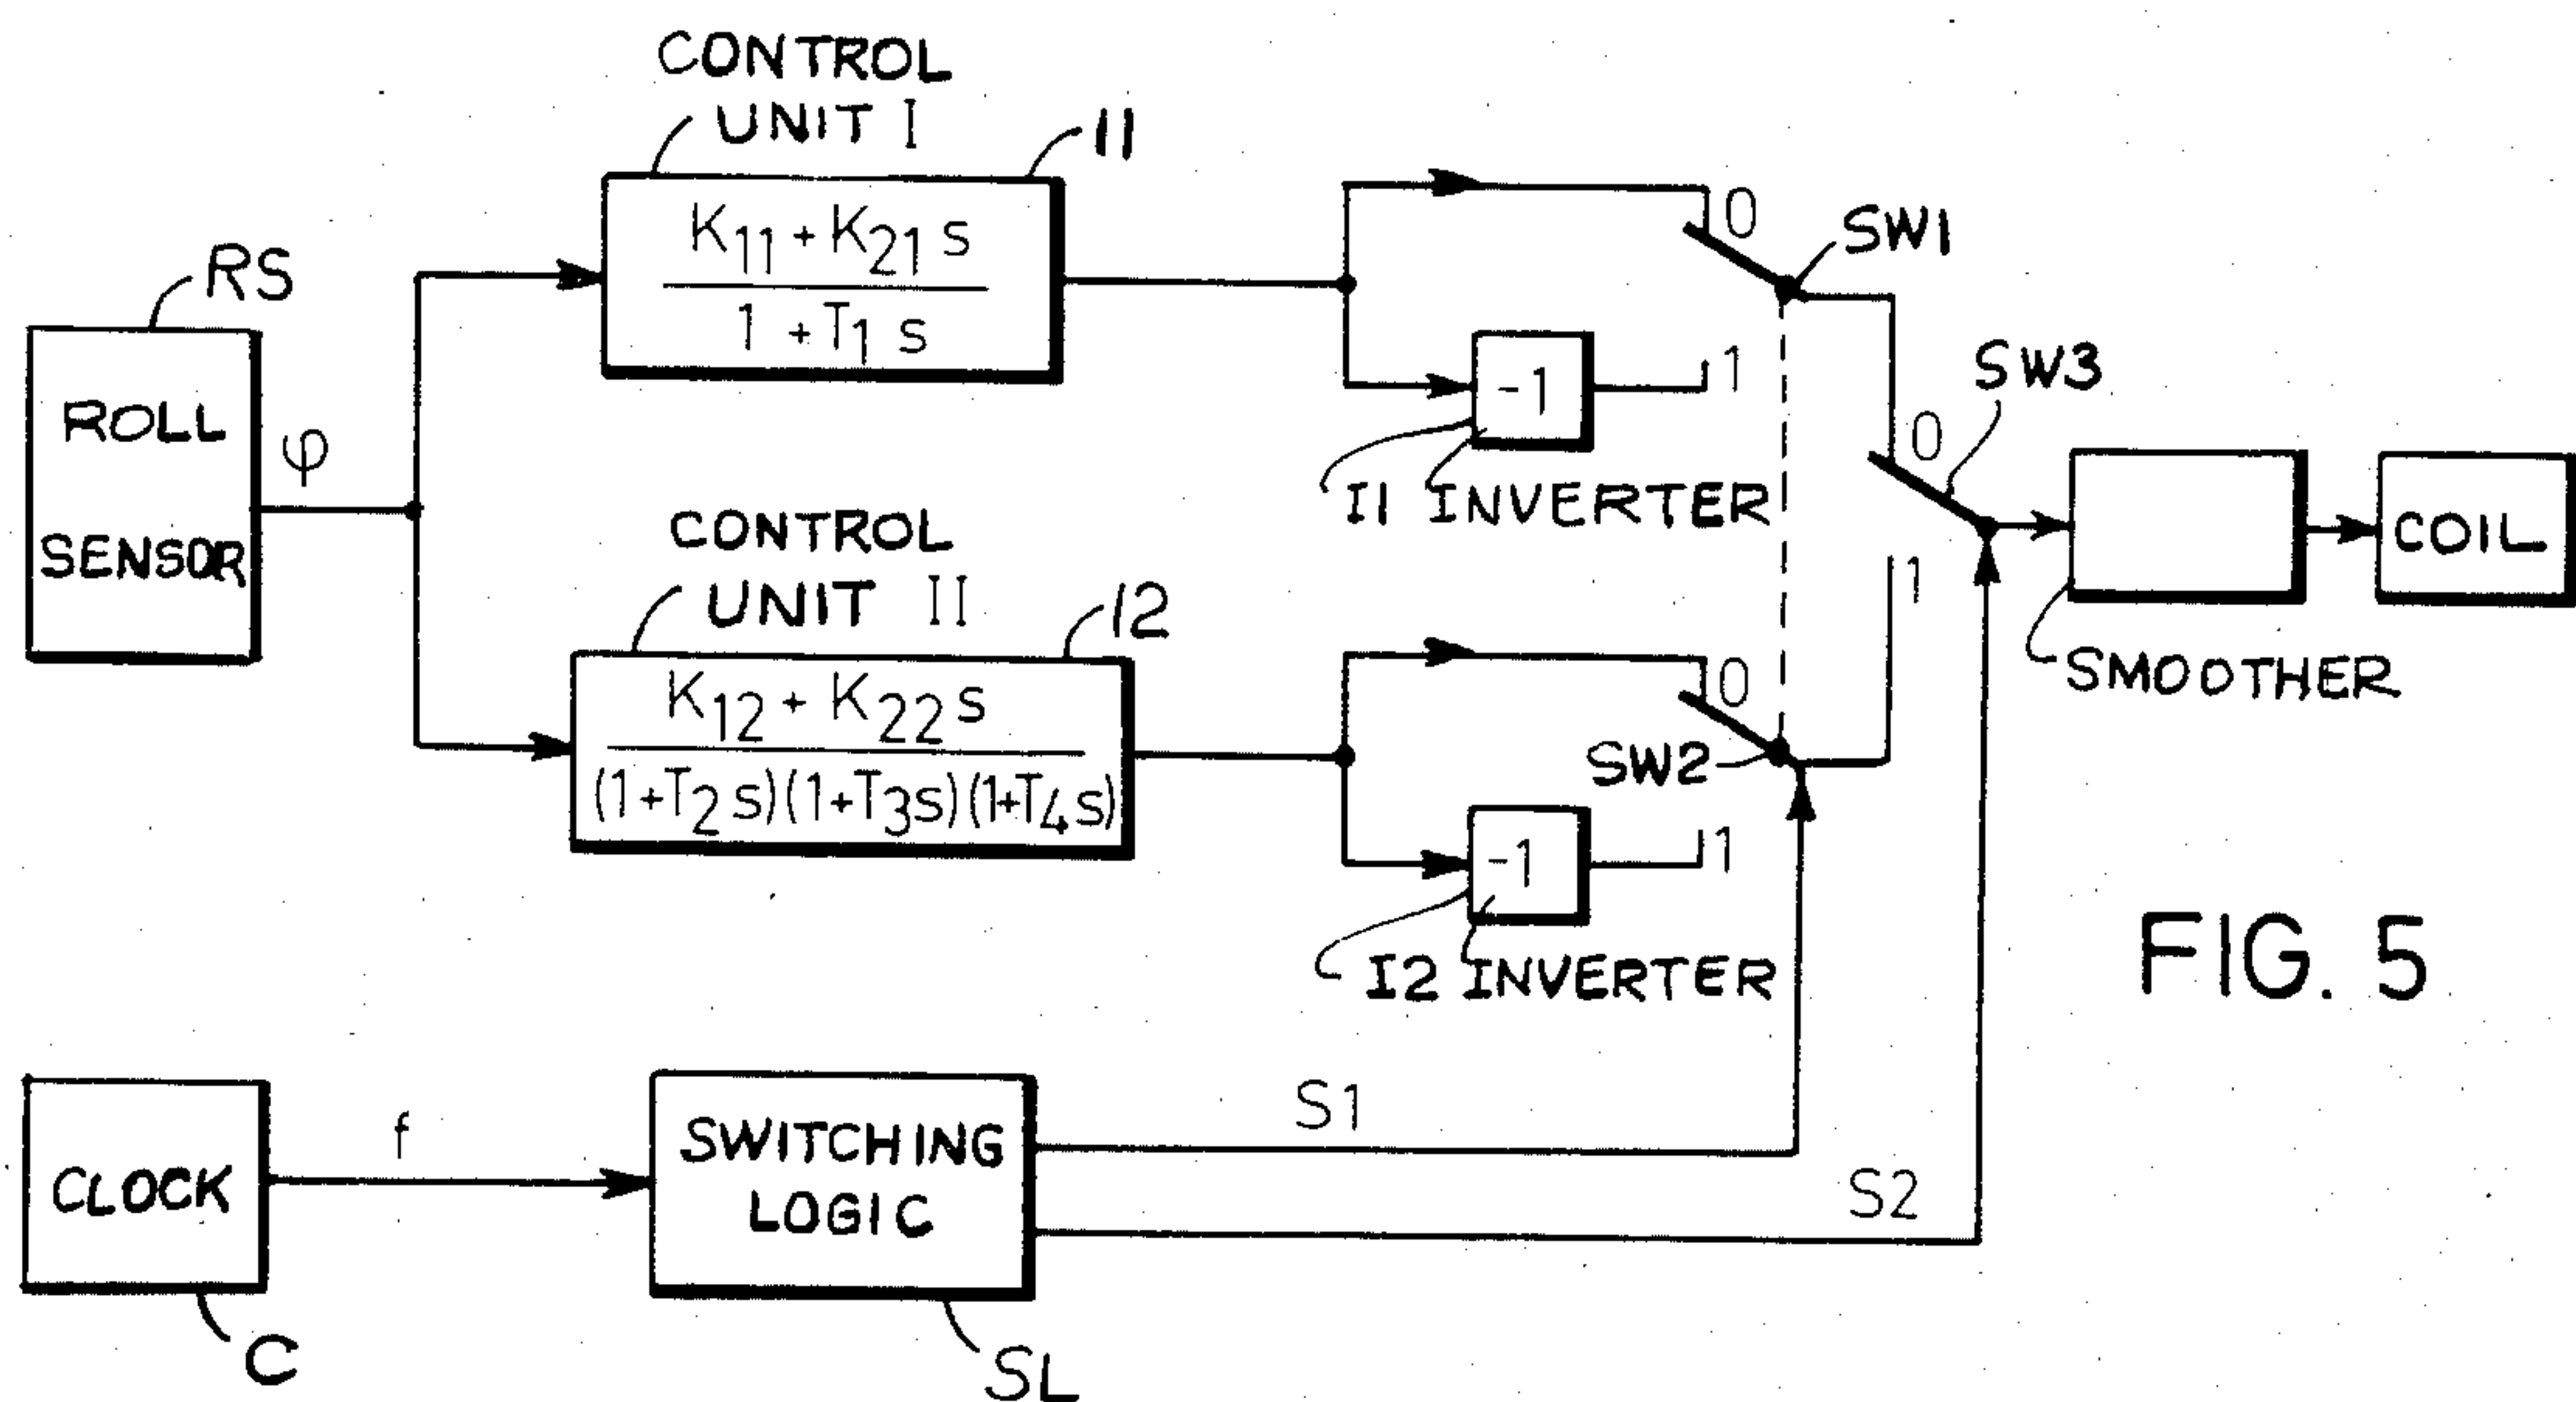 CONTROL
UNIT I
11
K11 + K21 s
1 + T1 s
RS
ROLL
SENSOR
φ
0
SW1
-1
1
I1 INVERTER
SW3
0
1
SMOOTHER
COIL
CONTROL
UNIT II
12
K12 + K22 s
(1+T2 s)(1+T3 s)(1+T4 s)
0
SW2
-1
1
I2 INVERTER
FIG. 5
CLOCK
C
f
SWITCHING
LOGIC
SL
S1
S2